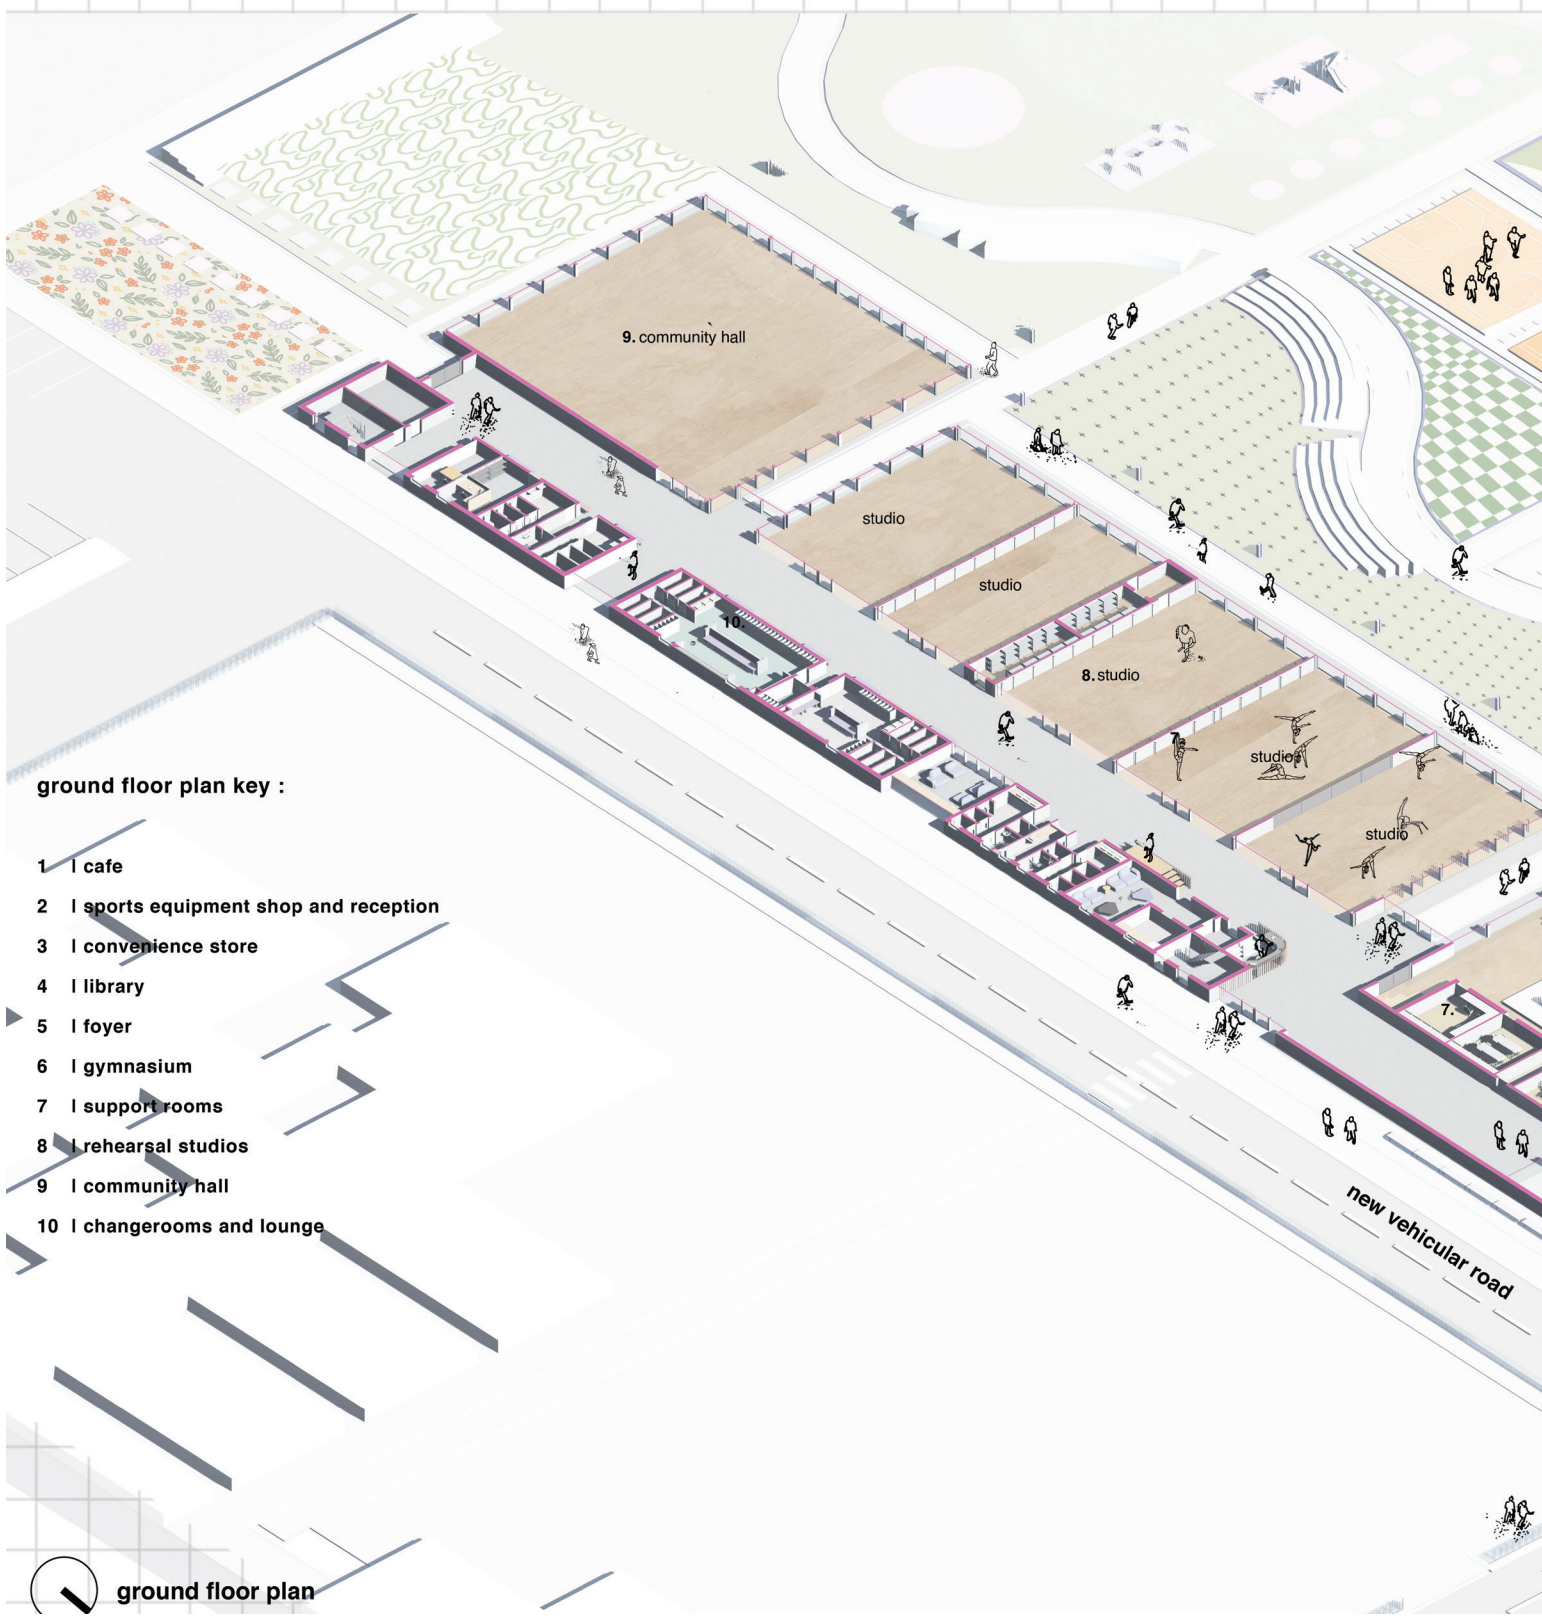 9. community hall
studio
studio
10.
8. studio
studio
studio
7.
ground floor plan key :
1 | cafe
2 | sports equipment shop and reception
3 | convenience store
4 | library
5 | foyer
6 | gymnasium
7 | support rooms
8 | rehearsal studios
9 | community hall
10 | changerooms and lounge
new vehicular road
ground floor plan